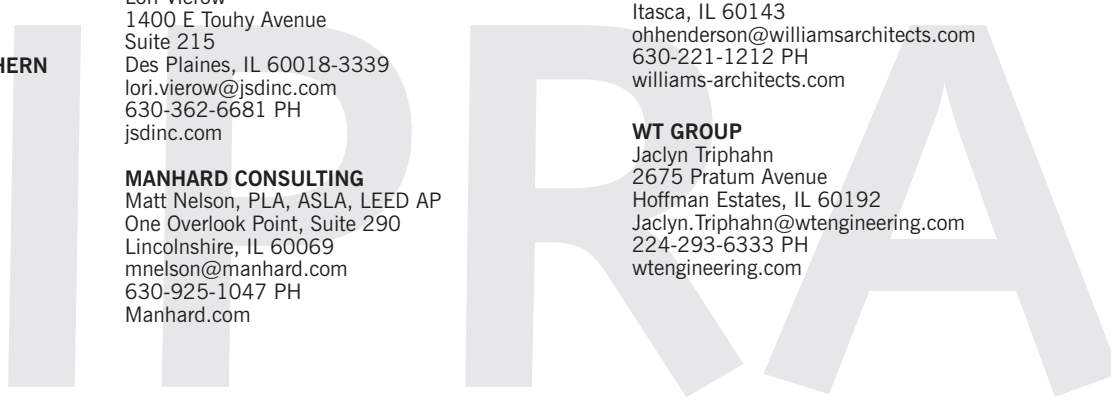 HERN
Lori Vierow
1400 E Touhy Avenue
Suite 215
Des Plaines, IL 60018-3339
lori.vierow@jsdinc.com
630-362-6681 PH
jsdinc.com
MANHARD CONSULTING
Matt Nelson, PLA, ASLA, LEED AP
One Overlook Point, Suite 290
Lincolnshire, IL 60069
mnelson@manhard.com
630-925-1047 PH
Manhard.com
Itasca, IL 60143
ohhenderson@williamsarchitects.com
630-221-1212 PH
williams-architects.com
WT GROUP
Jaclyn Triphahn
2675 Pratum Avenue
Hoffman Estates, IL 60192
Jaclyn.Triphahn@wtengineering.com
224-293-6333 PH
wtengineering.com
IPRA